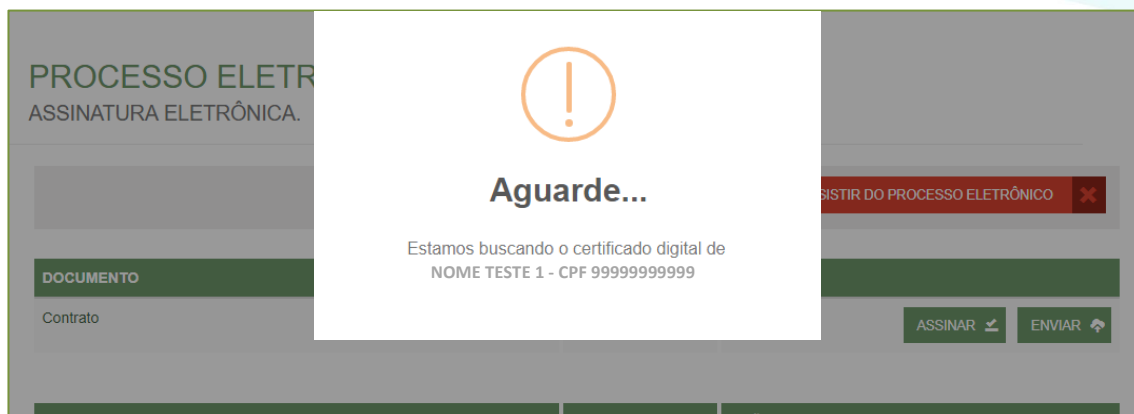 PROCESSO ELETR
ASSINATURA ELETRÔNICA.
Aguarde...
SISTIR DO PROCESSO ELETRÔNICO
Estamos buscando o certificado digital de
NOME TESTE 1 - CPF 99999999999
DOCUMENTO
Contrato
ASSINAR
ENVIAR